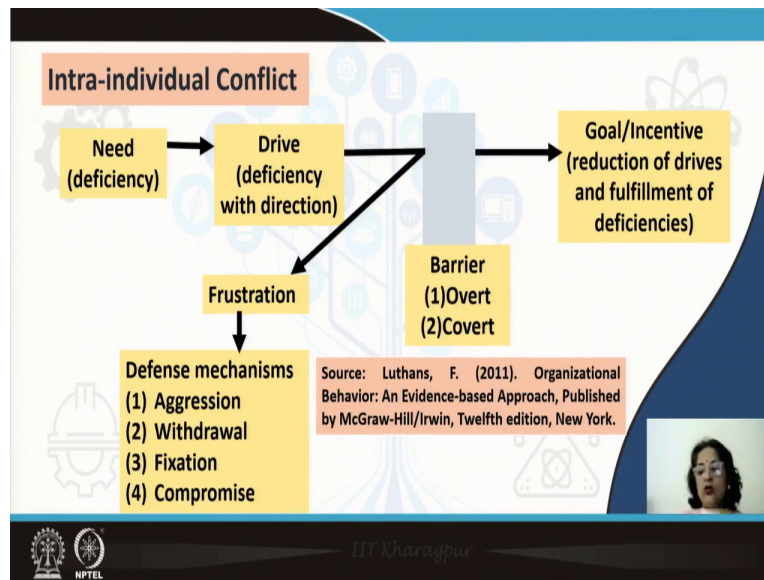 Intra-individual Conflict
Need
(deficiency)
Drive
(deficiency
with direction)
Goal/Incentive
(reduction of drives
and fulfillment of
deficiencies)
Barrier
(1)Overt
(2)Covert
Frustration
Defense mechanisms
(1) Aggression
(2) Withdrawal
(3) Fixation
(4) Compromise
Source: Luthans, F. (2011). Organizational
Behavior: An Evidence-based Approach, Published
by McGraw-Hill/Irwin, Twelfth edition, New York.
IIT Kharagpur
NPTEL